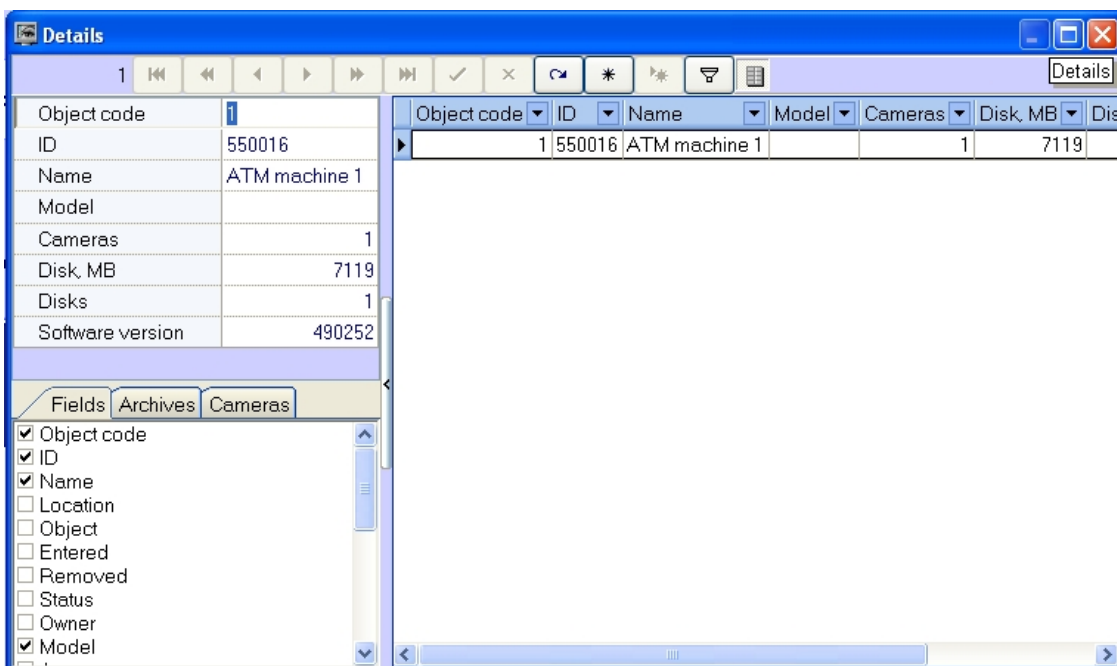 Details
1
Details
Object code 1
ID 550016
Name ATM machine 1
Model
Cameras 1
Disk, MB 7119
Disks 1
Software version 490252
Object code ID Name Model Cameras Disk, MB Dis
1 550016 ATM machine 1 1 7119
Fields Archives Cameras
Object code
ID
Name
Location
Object
Entered
Removed
Status
Owner
Model